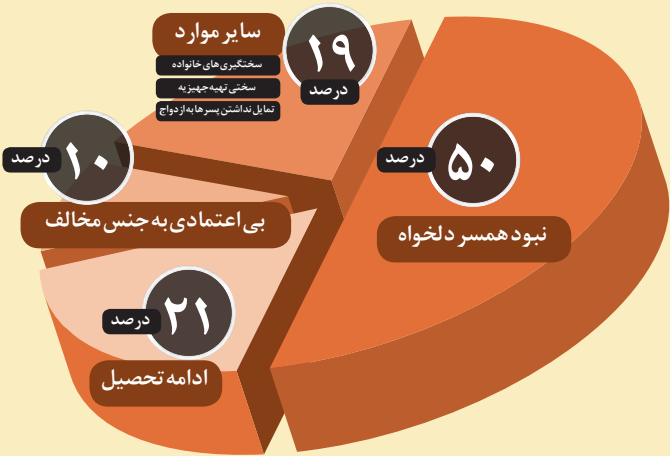 ۵۰
درصد
نبود همسر دلخواه
۱۹
درصد
سایر موارد
سختگیری‌های خانواده
سختی تهیه جهیزیه
تمایل نداشتن پسرها به ازدواج
۱۰
درصد
بی‌اعتمادی به جنس مخالف
۲۱
درصد
ادامه تحصیل